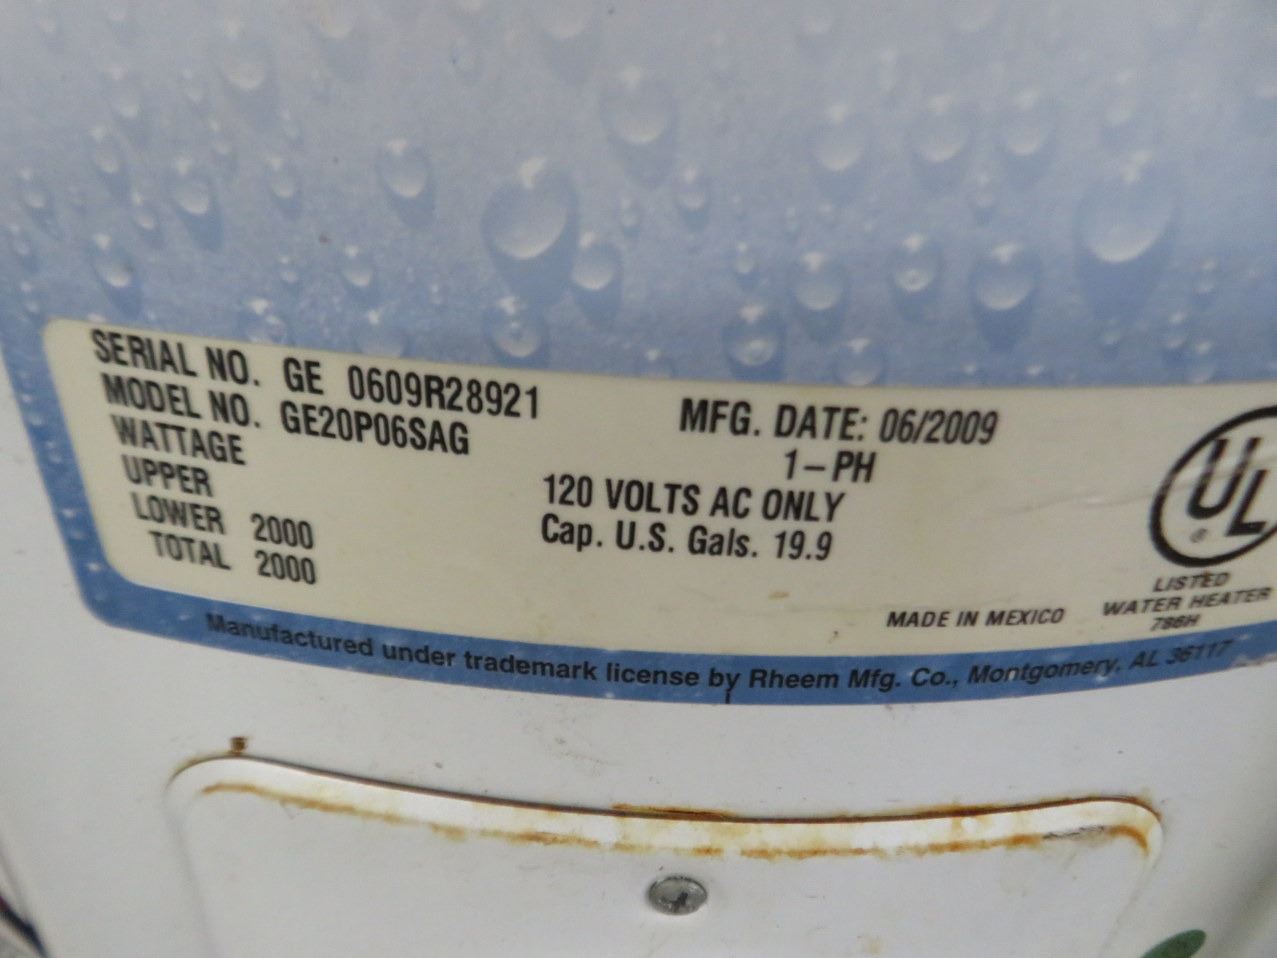 SERIAL NO. GE 0609R28921
MODEL NO. GE20P06SAG
WATTAGE
UPPER
LOWER 2000
TOTAL 2000
MFG. DATE: 06/2009
1-PH
120 VOLTS AC ONLY
Cap. U.S. Gals. 19.9
MADE IN MEXICO
UL
®
LISTED
WATER HEATER
786H
Manufactured under trademark license by Rheem Mfg. Co., Montgomery, AL 36117